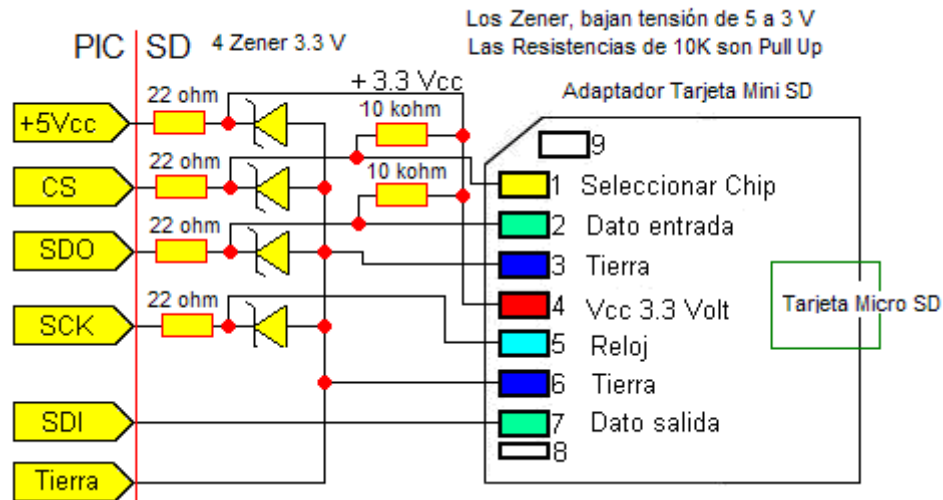 Los Zener, bajan tensión de 5 a 3 V
Las Resistencias de 10K son Pull Up
PIC SD 4 Zener 3.3 V
+ 3.3 Vcc
Adaptador Tarjeta Mini SD
22 ohm
10 kohm
+5Vcc
9
22 ohm
10 kohm
CS
1 Seleccionar Chip
2 Dato entrada
22 ohm
SDO
3 Tierra
22 ohm
4 Vcc 3.3 Volt
Tarjeta Micro SD
SCK
5 Reloj
6 Tierra
SDI
7 Dato salida
8
Tierra